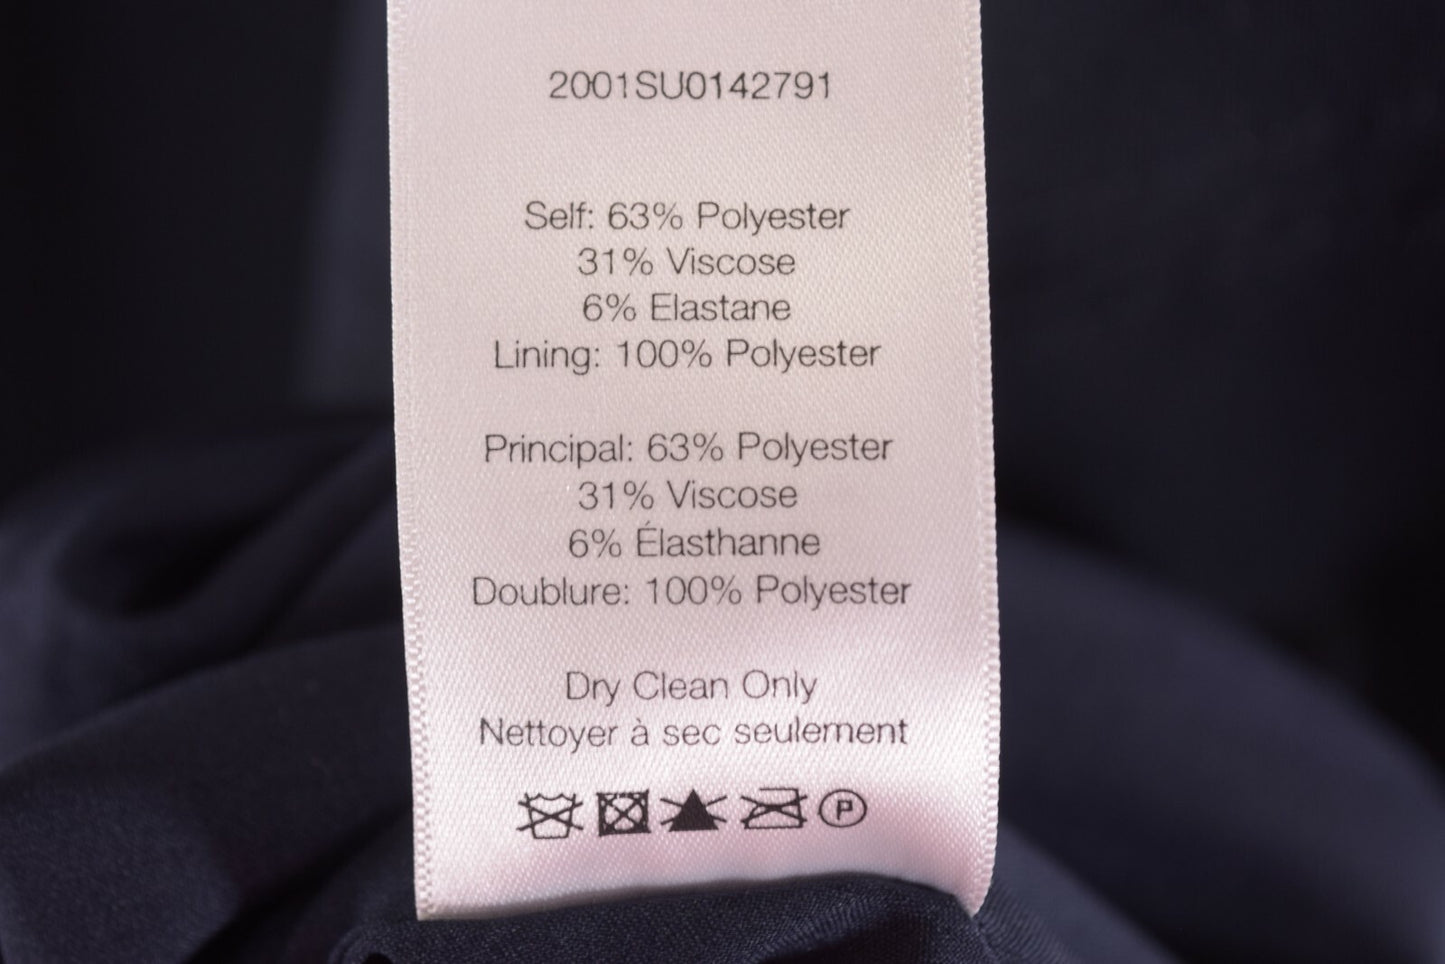 2001SU0142791
Self: 63% Polyester
31% Viscose
6% Elastane
Lining: 100% Polyester
Principal: 63% Polyester
31% Viscose
6% Élasthanne
Doublure: 100% Polyester
Dry Clean Only
Nettoyer à sec seulement
P